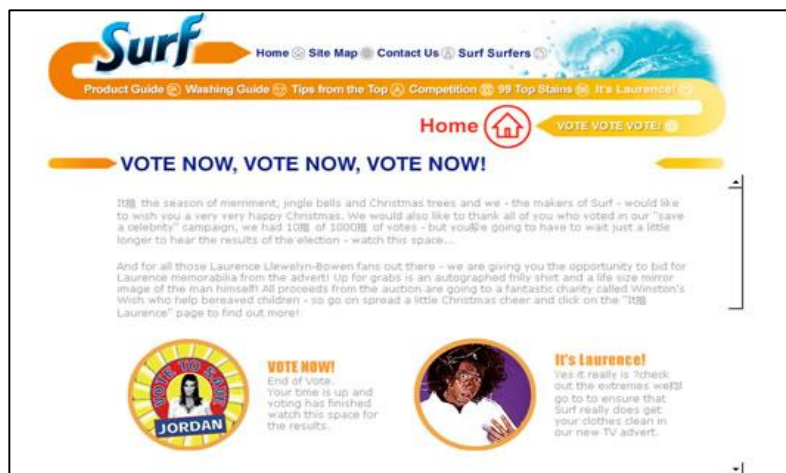 Surf
Home Site Map Contact Us Surf Surfers
Product Guide Washing Guide Tips from the Top Competition 99 Top Stains It's Laurence!
Home
VOTE VOTE VOTE!
VOTE NOW, VOTE NOW, VOTE NOW!
the season of merriment, jingle bells and Christmas trees and we - the makers of Surf - would like
to wish you a very very happy Christmas. We would also like to thank all of you who voted in our "save
a celebrity" campaign, we had of of votes - but going to have to wait just a little
longer to hear the results of the election - watch this space...
And for all those Laurence Llewelyn-Bowen fans out there - we are giving you the opportunity to bid for
Laurence memorabilia from the advert! Up for grabs is an autographed frilly shirt and a life size mirror
image of the man himself! All proceeds from the auction are going to a fantastic charity called Winston's
Wish who help bereaved children - so go on spread a little Christmas cheer and click on the
Laurence" page to find out more!
VOTE TO SAVE
JORDAN
VOTE NOW!
End of Vote.
Your time is up and
voting has finished
watch this space for
the results.
It's Laurence!
Yes it really is ?check
out the extremes
go to to ensure that
Surf really does get
your clothes clean in
our new TV advert.